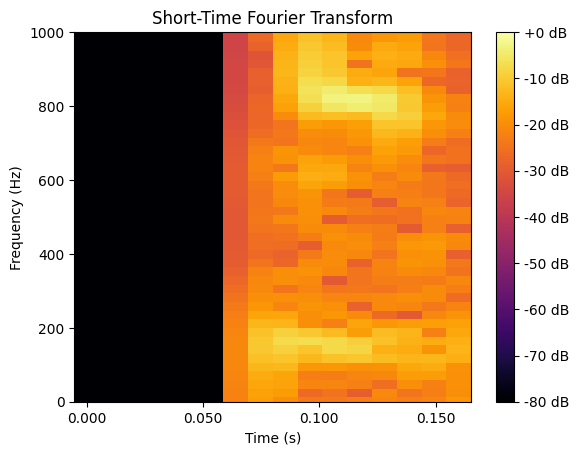 Short-Time Fourier Transform
1000
800
600
400
200
0
Frequency (Hz)
0.000
0.050
0.100
0.150
Time (s)
+0 dB
-10 dB
-20 dB
-30 dB
-40 dB
-50 dB
-60 dB
-70 dB
-80 dB